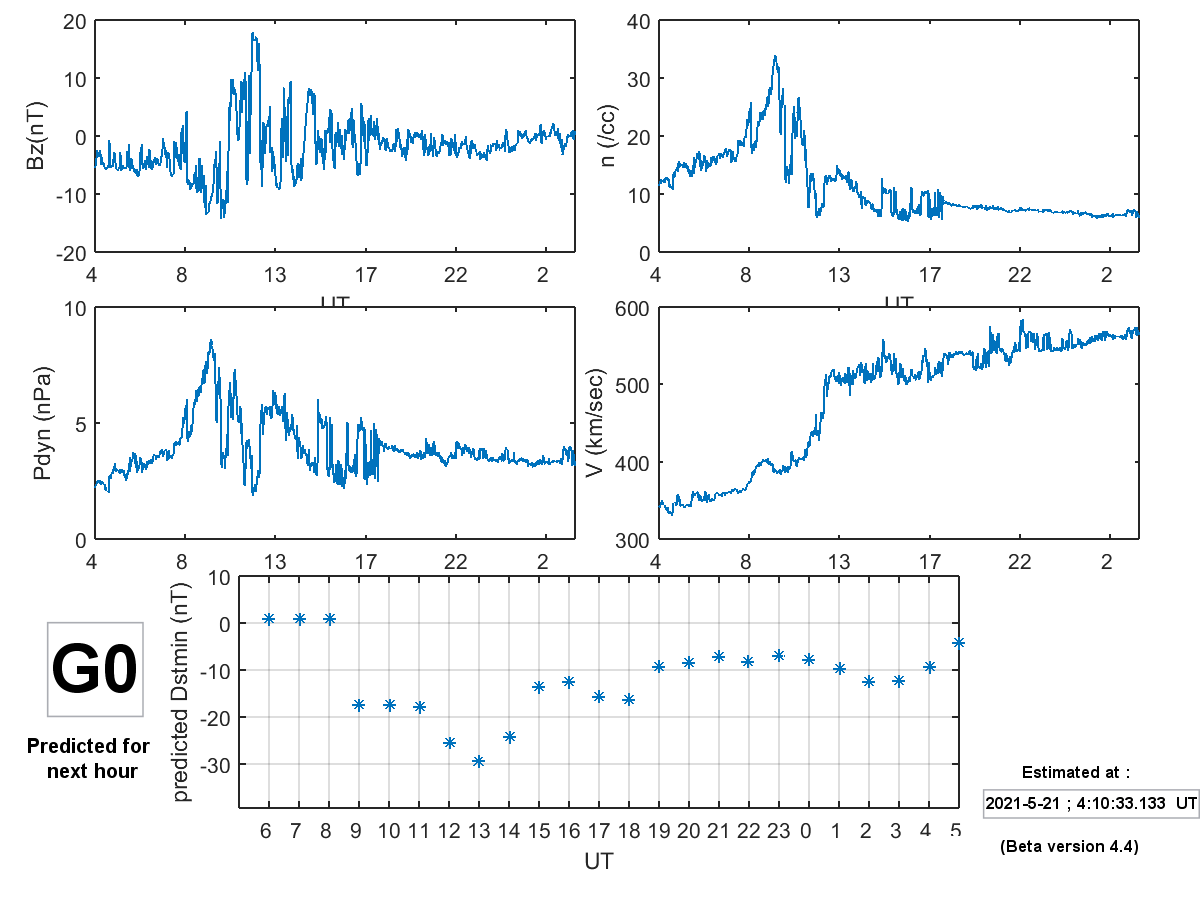 20
10
0
-10
-20
Bz(nT)
4 8 13 17 22 2
UT
40
30
20
10
0
n (/cc)
4 8 13 17 22 2
UT
10
5
0
Pdyn (nPa)
4 8 13 17 22 2
600
500
400
300
V (km/sec)
4 8 13 17 22 2
10
0
-10
-20
-30
predicted Dstmin (nT)
6 7 8 9 10 11 12 13 14 15 16 17 18 19 20 21 22 23 0 1 2 3 4 5
UT
G0
Predicted for
next hour
Estimated at :
2021-5-21 ; 4:10:33.133 UT
(Beta version 4.4)